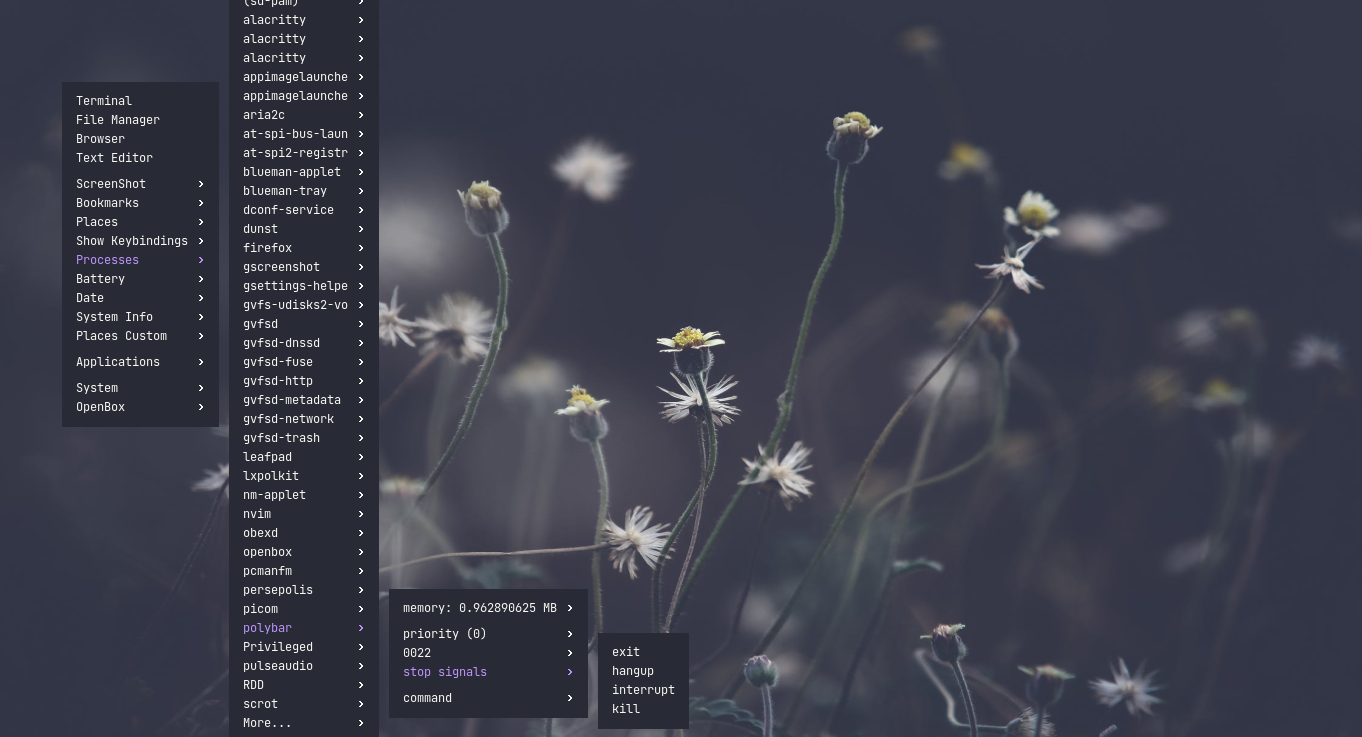 Terminal
File Manager
Browser
Text Editor
ScreenShot
Bookmarks
Places
Show Keybindings
Processes
Battery
Date
System Info
Places Custom
Applications
System
OpenBox
(sd-pam)
alacritty
alacritty
alacritty
appimagelaunche
appimagelaunche
aria2c
at-spi-bus-laun
at-spi2-registr
blueman-applet
blueman-tray
dconf-service
dunst
firefox
gscreenshot
gsettings-helpe
gvfs-udisks2-vo
gvfsd
gvfsd-dnssd
gvfsd-fuse
gvfsd-http
gvfsd-metadata
gvfsd-network
gvfsd-trash
leafpad
lxpolkit
nm-applet
nvim
obexd
openbox
pcmanfm
persepolis
picom
polybar
Privileged
pulseaudio
RDD
scrot
More...
memory: 0.962890625 MB
priority (0)
0022
stop signals
command
exit
hangup
interrupt
kill